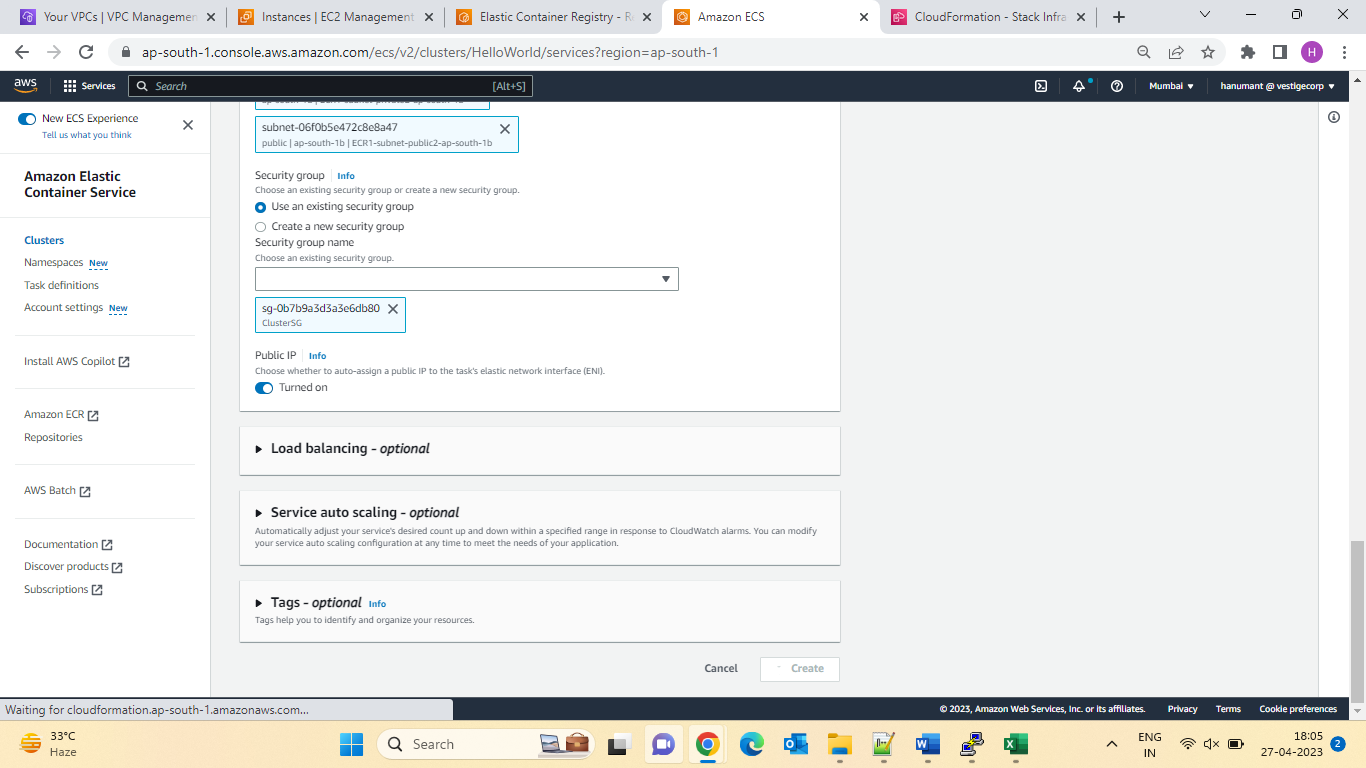 Your VPCs | VPC Managemen
Instances | EC2 Management
Elastic Container Registry - R
Amazon ECS
CloudFormation - Stack Infra
ap-south-1.console.aws.amazon.com/ecs/v2/clusters/HelloWorld/services?region=ap-south-1
H
aws
Services
Search
[Alt+S]
Mumbai
hanumant @ vestigecorp
New ECS Experience
Tell us what you think
Amazon Elastic
Container Service
Clusters
Namespaces New
Task definitions
Account settings New
Install AWS Copilot
Amazon ECR
Repositories
AWS Batch
Documentation
Discover products
Subscriptions
subnet-06f0b5e472c8e8a47
public | ap-south-1b | ECR1-subnet-public2-ap-south-1b
Security group Info
Choose an existing security group or create a new security group.
Use an existing security group
Create a new security group
Security group name
Choose an existing security group.
sg-0b7b9a3d3a3e6db80
ClusterSG
Public IP Info
Choose whether to auto-assign a public IP to the task's elastic network interface (ENI).
Turned on
Load balancing - optional
Service auto scaling - optional
Automatically adjust your service's desired count up and down within a specified range in response to CloudWatch alarms. You can modify
your service auto scaling configuration at any time to meet the needs of your application.
Tags - optional Info
Tags help you to identify and organize your resources.
Cancel
Create
Waiting for cloudformation.ap-south-1.amazonaws.com...
© 2023, Amazon Web Services, Inc. or its affiliates.
Privacy
Terms
Cookie preferences
33°C
Haze
Search
ENG
IN
18:05
27-04-2023
2